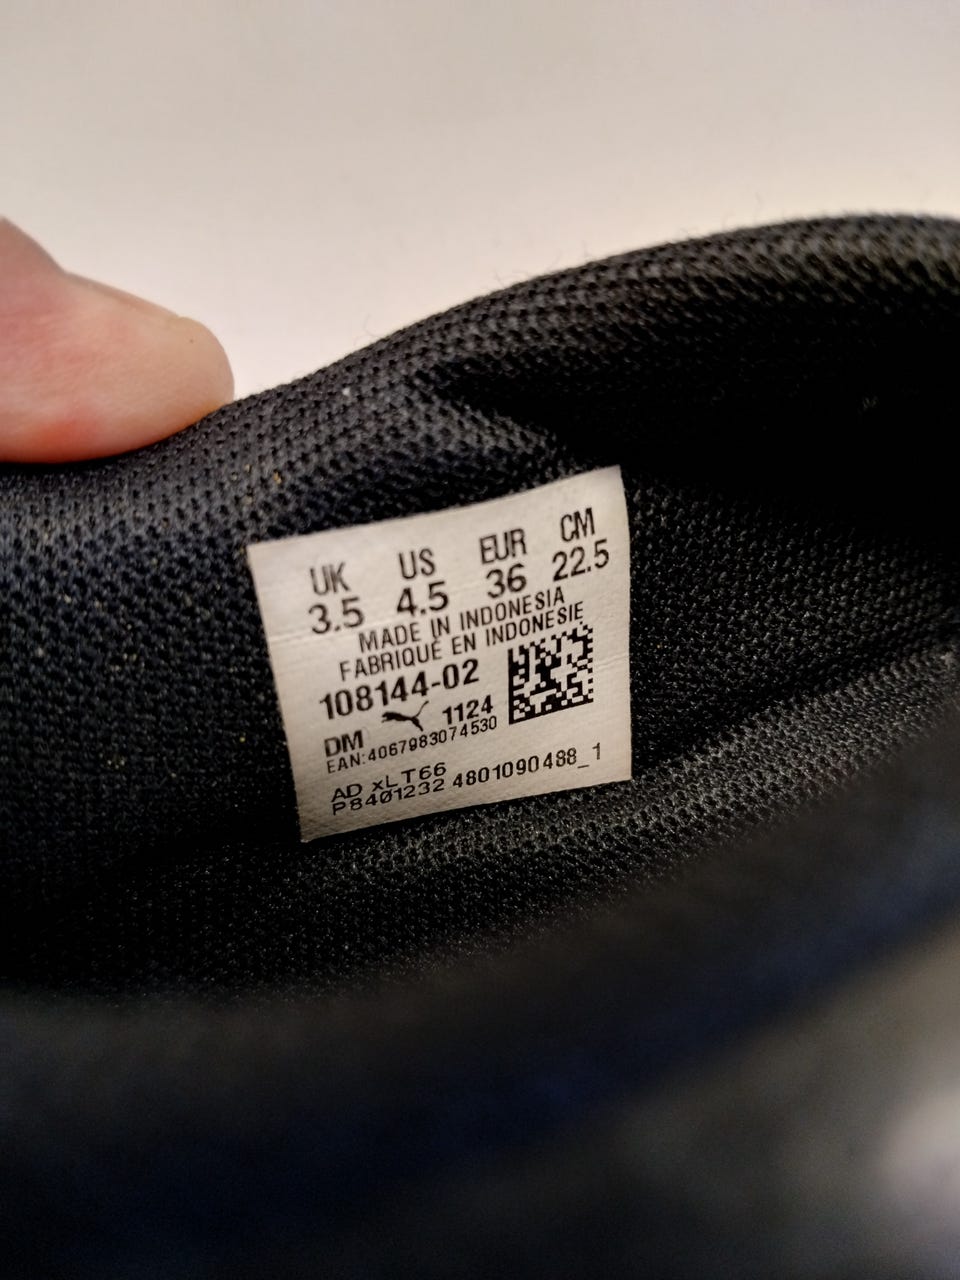 UK US EUR CM
3.5 4.5 36 22.5
MADE IN INDONESIA
FABRIQUÉ EN INDONESIE
108144-02
DM 1124
EAN:4067983074530
AD xLT66
P8401232 4801090488_1